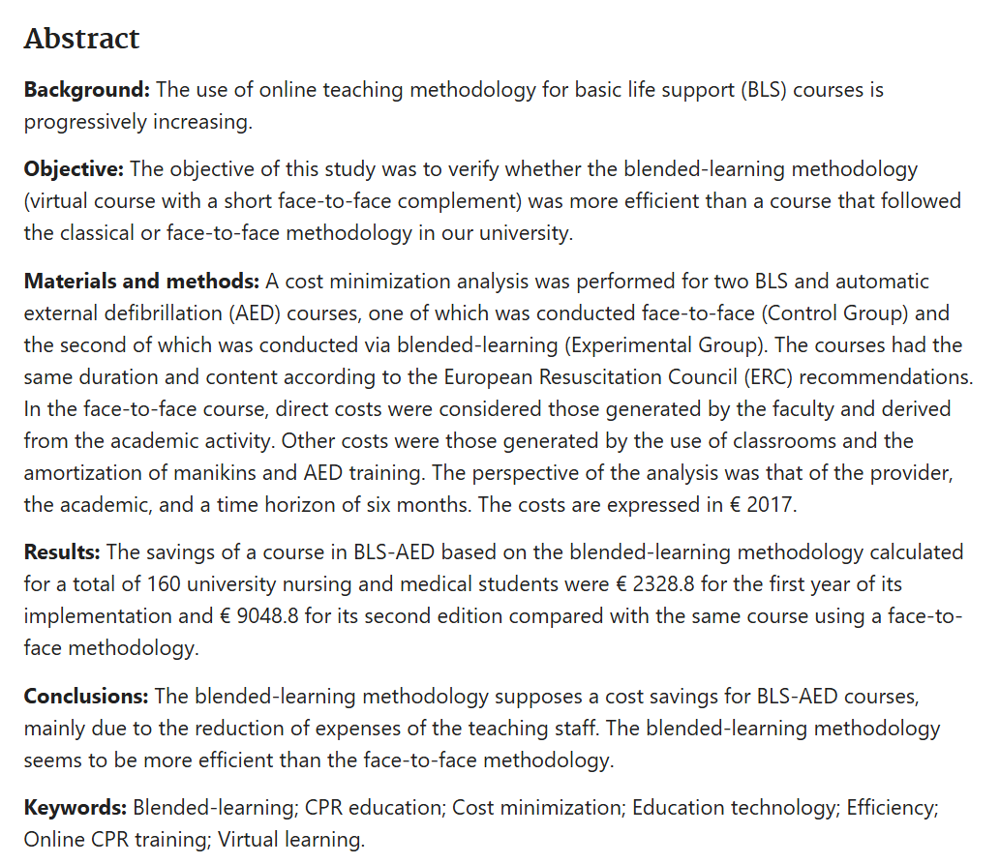 Abstract
Background: The use of online teaching methodology for basic life support (BLS) courses is
progressively increasing.
Objective: The objective of this study was to verify whether the blended-learning methodology
(virtual course with a short face-to-face complement) was more efficient than a course that followed
the classical or face-to-face methodology in our university.
Materials and methods: A cost minimization analysis was performed for two BLS and automatic
external defibrillation (AED) courses, one of which was conducted face-to-face (Control Group) and
the second of which was conducted via blended-learning (Experimental Group). The courses had the
same duration and content according to the European Resuscitation Council (ERC) recommendations.
In the face-to-face course, direct costs were considered those generated by the faculty and derived
from the academic activity. Other costs were those generated by the use of classrooms and the
amortization of manikins and AED training. The perspective of the analysis was that of the provider,
the academic, and a time horizon of six months. The costs are expressed in € 2017.
Results: The savings of a course in BLS-AED based on the blended-learning methodology calculated
for a total of 160 university nursing and medical students were € 2328.8 for the first year of its
implementation and € 9048.8 for its second edition compared with the same course using a face-to-
face methodology.
Conclusions: The blended-learning methodology supposes a cost savings for BLS-AED courses,
mainly due to the reduction of expenses of the teaching staff. The blended-learning methodology
seems to be more efficient than the face-to-face methodology.
Keywords: Blended-learning; CPR education; Cost minimization; Education technology; Efficiency;
Online CPR training; Virtual learning.